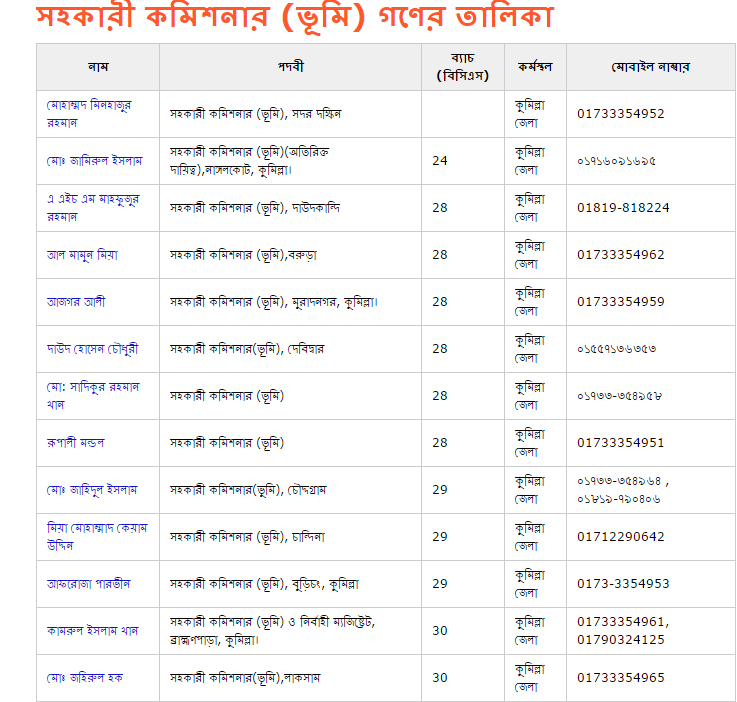 সহকারী কমিশনার (ভূমি) গণের তালিকা
নাম পদবী ব্যাচ (বিসিএস) কর্মস্থল মোবাইল নাম্বার
মোহাম্মদ মিনহাজুর রহমান সহকারী কমিশনার (ভূমি), সদর দক্ষিন কুমিল্লা জেলা 01733354952
মোঃ জামিরুল ইসলাম সহকারী কমিশনার (ভূমি)(অতিরিক্ত দায়িত্ব),নাঙ্গলকোট, কুমিল্লা। 24 কুমিল্লা জেলা ০১৭১৬০৯১৬৯৫
এ এইচ এম মাহফুজুর রহমান সহকারী কমিশনার (ভূমি), দাউদকান্দি 28 কুমিল্লা জেলা 01819-818224
আল মামুন মিয়া সহকারী কমিশনার (ভূমি),বরুড়া 28 কুমিল্লা জেলা 01733354962
আজগর আলী সহকারী কমিশনার (ভূমি), মুরাদনগর, কুমিল্লা। 28 কুমিল্লা জেলা 01733354959
দাউদ হোসেন চৌধুরী সহকারী কমিশনার(ভূমি), দেবিদ্বার 28 কুমিল্লা জেলা ০১৫৫৭১৩৬৩৫৩
মো: সাদিকুর রহমান খান সহকারী কমিশনার (ভূমি) 28 কুমিল্লা জেলা ০১৭৩৩-৩৫৪৯৫৮
রূপালী মন্ডল সহকারী কমিশনার (ভূমি) 28 কুমিল্লা জেলা 01733354951
মোঃ জাহিদুল ইসলাম সহকারী কমিশনার(ভূমি), চৌদ্দগ্রাম 29 কুমিল্লা জেলা ০১৭৩৩-৩৫৪৯৬৪ , ০১৮১৯-৭৯০৪০৬
মিয়া মোহাম্মাদ কেয়াম উদ্দিন সহকারী কমিশনার (ভূমি), চান্দিনা 29 কুমিল্লা জেলা 01712290642
আফরোজা পারভীন সহকারী কমিশনার (ভূমি), বুড়িচং, কুমিল্লা 29 কুমিল্লা জেলা 0173-3354953
কামরুল ইসলাম খান সহকারী কমিশনার (ভূমি) ও নির্বাহী ম্যজিষ্ট্রেট, ব্রাহ্মণপাড়া, কুমিল্লা। 30 কুমিল্লা জেলা 01733354961, 01790324125
মোঃ জহিরুল হক সহকারী কমিশনার(ভূমি),লাকসাম 30 কুমিল্লা জেলা 01733354965